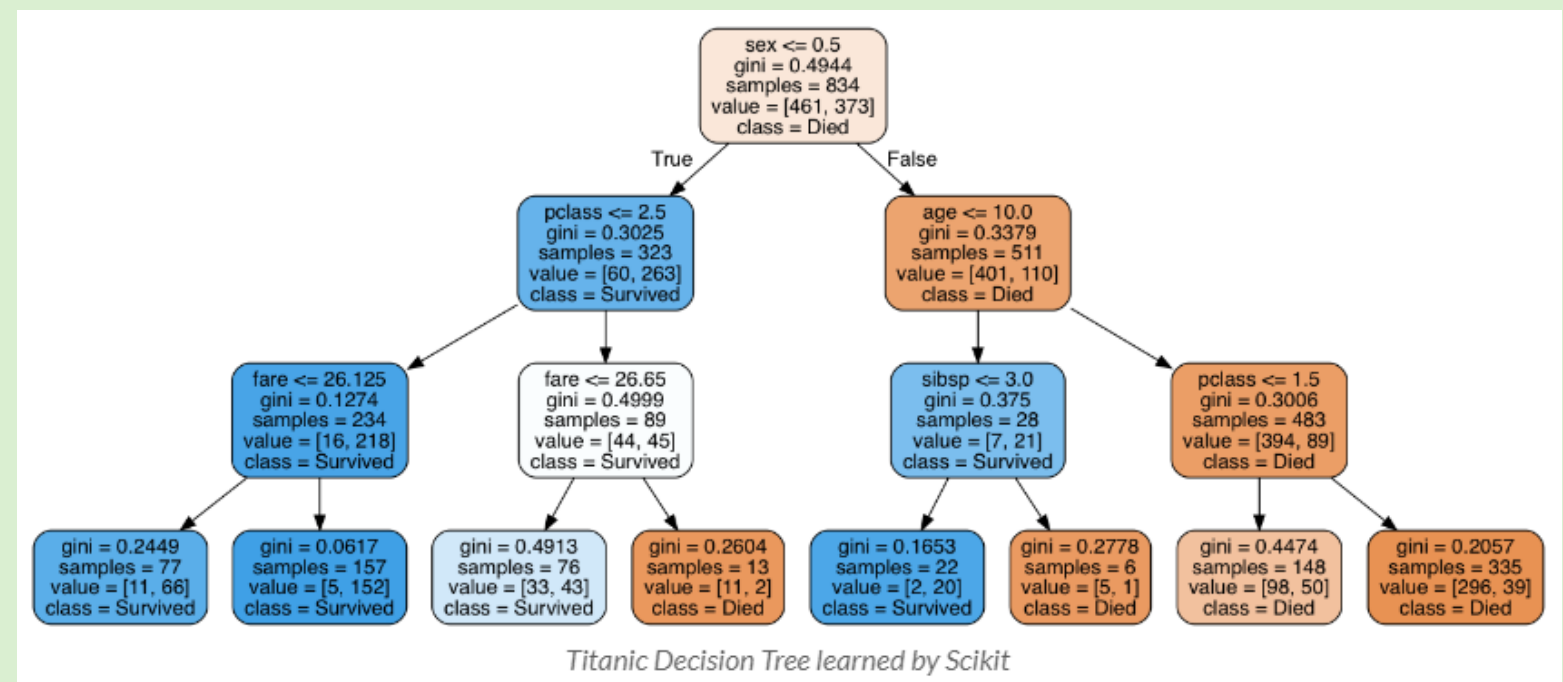 sex <= 0.5
gini = 0.4944
samples = 834
value = [461, 373]
class = Died
True
False
pclass <= 2.5
gini = 0.3025
samples = 323
value = [60, 263]
class = Survived
age <= 10.0
gini = 0.3379
samples = 511
value = [401, 110]
class = Died
fare <= 26.125
gini = 0.1274
samples = 234
value = [16, 218]
class = Survived
fare <= 26.65
gini = 0.4999
samples = 89
value = [44, 45]
class = Survived
sibsp <= 3.0
gini = 0.375
samples = 28
value = [7, 21]
class = Survived
pclass <= 1.5
gini = 0.3006
samples = 483
value = [394, 89]
class = Died
gini = 0.2449
samples = 77
value = [11, 66]
class = Survived
gini = 0.0617
samples = 157
value = [5, 152]
class = Survived
gini = 0.4913
samples = 76
value = [33, 43]
class = Survived
gini = 0.2604
samples = 13
value = [11, 2]
class = Died
gini = 0.1653
samples = 22
value = [2, 20]
class = Survived
gini = 0.2778
samples = 6
value = [5, 1]
class = Died
gini = 0.4474
samples = 148
value = [98, 50]
class = Died
gini = 0.2057
samples = 335
value = [296, 39]
class = Died
Titanic Decision Tree learned by Scikit